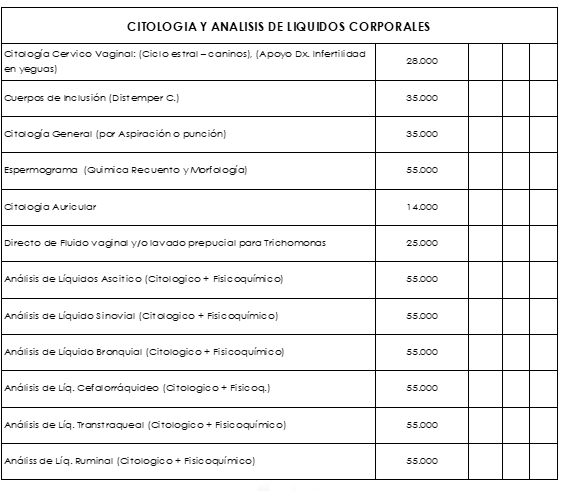 CITOLOGIA Y ANALISIS DE LIQUIDOS CORPORALES
Citología Cervico Vaginal: (Ciclo estral – caninos), (Apoyo Dx. Infertilidad
en yeguas) 28.000
Cuerpos de Inclusión (Distemper C.) 35.000
Citología General (por Aspiración o punción) 35.000
Espermograma (Quimica Recuento y Morfología) 55.000
Citologia Auricular 14.000
Directo de Fluido vaginal y/o lavado prepucial para Trichomonas 25.000
Análisis de Líquidos Ascitico (Citologico + Fisicoquímico) 55.000
Análisis de Líquido Sinovial (Citologico + Fisicoquímico) 55.000
Análisis de Líquido Bronquial (Citologico + Fisicoquímico) 55.000
Análisis de Líq. Cefalorráquideo (Citologico + Fisicoq.) 55.000
Análisis de Líq. Transtraqueal (Citologico + Fisicoquímico) 55.000
Análiss de Líq. Ruminal (Citologico + Fisicoquímico) 55.000